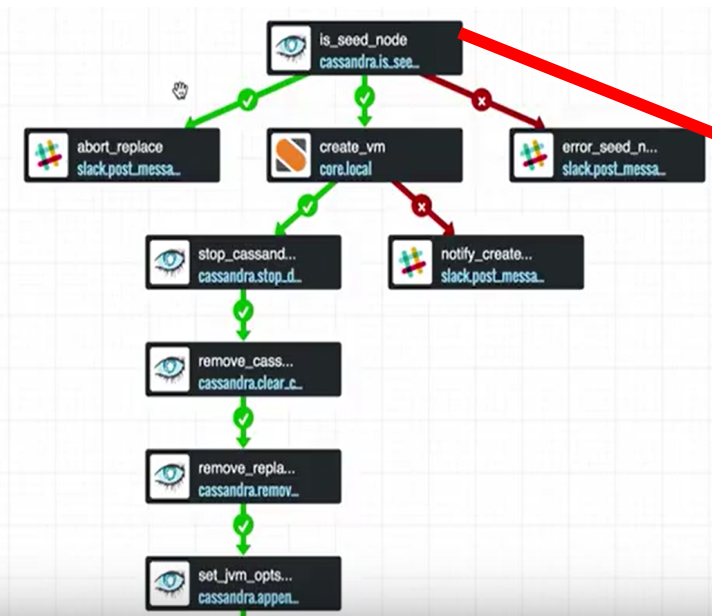 is_seed_node
cassandra.is_see...
abort_replace
slack.post_messa...
create_vm
core.local
error_seed_n...
slack.post_messa...
stop_cassand...
cassandra.stop_d...
notify_create...
slack.post_messa...
remove_cass...
cassandra.clear_c...
remove_repla...
cassandra.remov...
set_jvm_opts...
cassandra.appen...